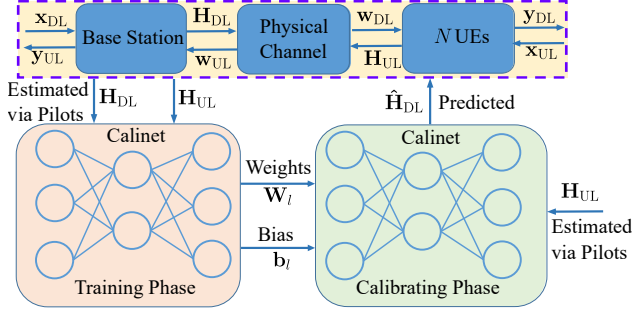 x_DL
y_UL
Base Station
H_DL
w_UL
Physical
Channel
w_DL
H_UL
N UEs
y_DL
x_UL
Estimated
via Pilots
H_DL
H_UL
Ĥ_DL
Predicted
Calinet
Training Phase
Weights
W_l
Bias
b_l
Calinet
Calibrating Phase
H_UL
Estimated
via Pilots